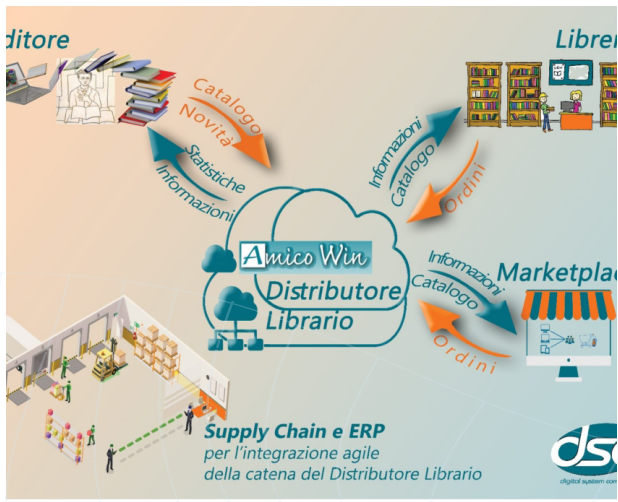 ditore
Librer
Catalogo
Novità
Statistiche
Informazioni
Informazioni
Catalogo
Ordini
Amico Win
Distributore
Librario
Informazioni
Catalogo
Ordini
Marketplac
Supply Chain e ERP
per l'integrazione agile
della catena del Distributore Librario
dsc
digital system com